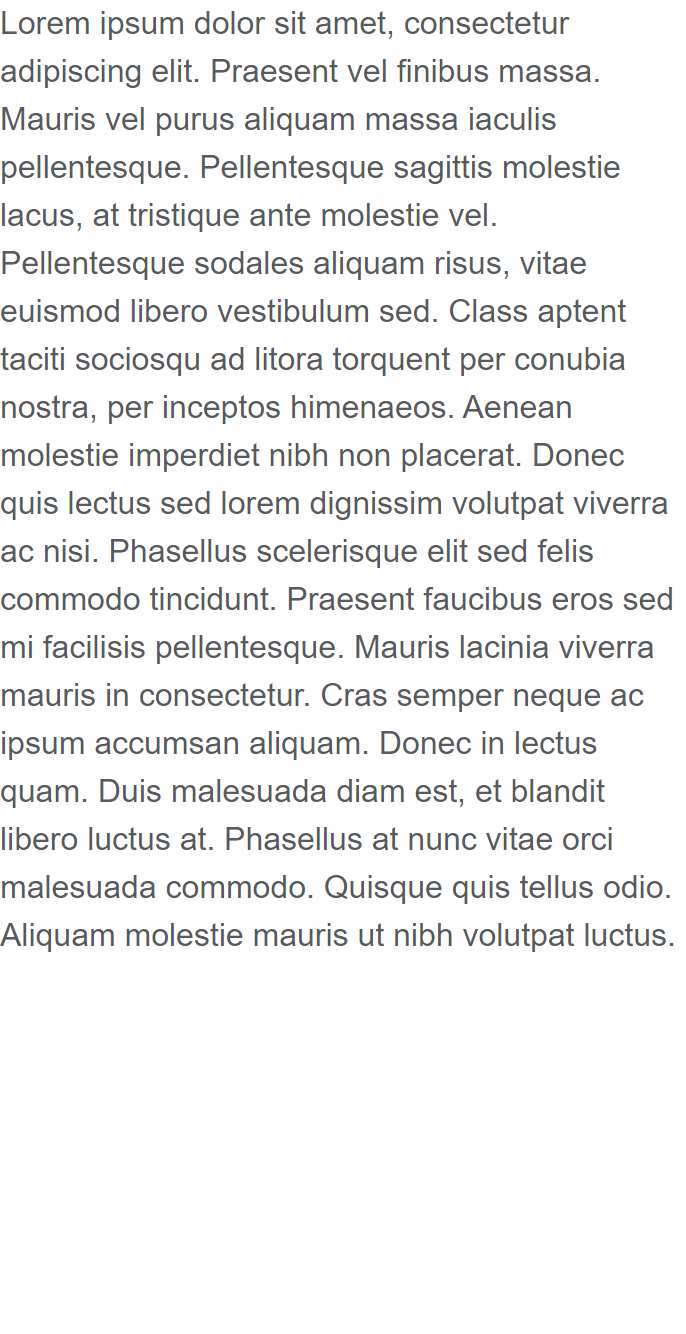 Lorem ipsum dolor sit amet, consectetur
adipiscing elit. Praesent vel finibus massa.
Mauris vel purus aliquam massa iaculis
pellentesque. Pellentesque sagittis molestie
lacus, at tristique ante molestie vel.
Pellentesque sodales aliquam risus, vitae
euismod libero vestibulum sed. Class aptent
taciti sociosqu ad litora torquent per conubia
nostra, per inceptos himenaeos. Aenean
molestie imperdiet nibh non placerat. Donec
quis lectus sed lorem dignissim volutpat viverra
ac nisi. Phasellus scelerisque elit sed felis
commodo tincidunt. Praesent faucibus eros sed
mi facilisis pellentesque. Mauris lacinia viverra
mauris in consectetur. Cras semper neque ac
ipsum accumsan aliquam. Donec in lectus
quam. Duis malesuada diam est, et blandit
libero luctus at. Phasellus at nunc vitae orci
malesuada commodo. Quisque quis tellus odio.
Aliquam molestie mauris ut nibh volutpat luctus.